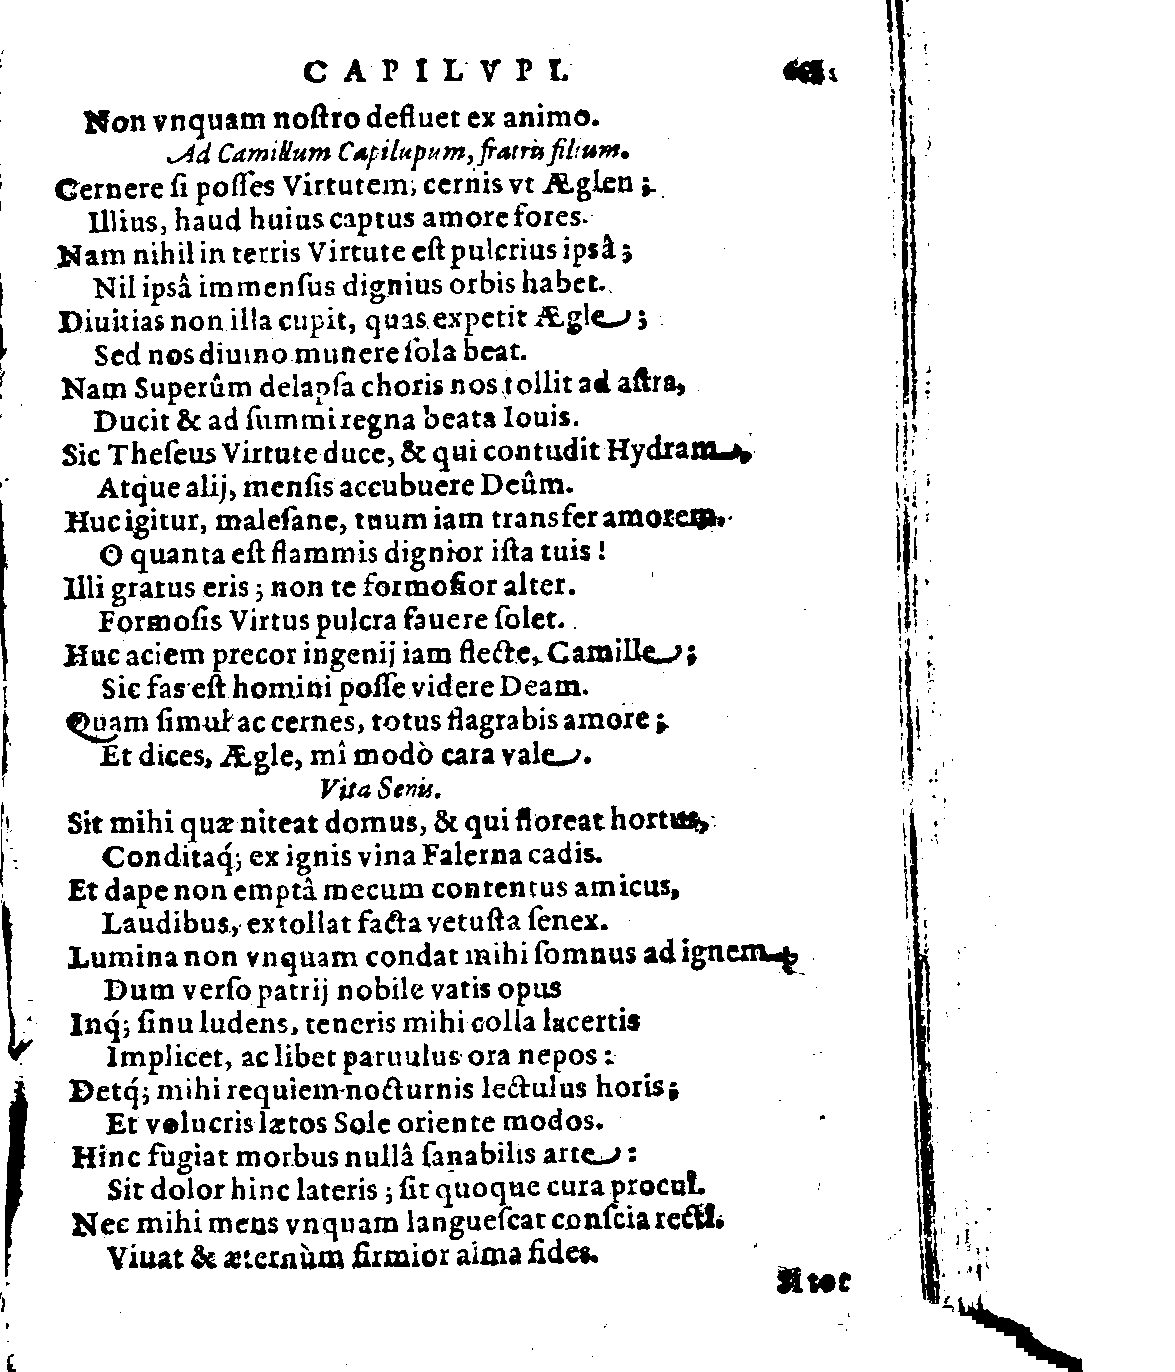 CAPILVPI.
Non vnquam noſtro defluet ex animo.
Ad Camillum Capilupum, fratris filium.
Cernere ſi poſſes Virtutem, cernis vt Æglen;
Illius, haud huius captus amore fores.
Nam nihil in terris Virtute eſt pulcrius ipsâ;
Nil ipsâ immenſus dignius orbis habet.
Diuitias non illa cupit, quas expetit Ægle;
Sed nos diuino munere ſola beat.
Nam Superûm delapſa choris nos tollit ad aſtra,
Ducit & ad ſummi regna beata Iouis.
Sic Theſeus Virtute duce, & qui contudit Hydram,
Atque alij, menſis accubuere Deûm.
Huc igitur, maleſane, tuum iam transfer amorem.
O quanta eſt flammis dignior iſta tuis!
Illi gratus eris; non te formoſior alter.
Formoſis Virtus pulcra fauere ſolet.
Huc aciem precor ingenij iam flecte, Camille;
Sic fas eſt homini poſſe videre Deam.
Quam ſimul ac cernes, totus flagrabis amore;
Et dices, Ægle, mî modò cara vale.
Vita Senis.
Sit mihi quæ niteat domus, & qui floreat hortus,
Conditaq́; ex ignis vina Falerna cadis.
Et dape non emptâ mecum contentus amicus,
Laudibus, extollat facta vetuſta ſenex.
Lumina non vnquam condat mihi ſomnus ad ignem,
Dum verſo patrij nobile vatis opus
Inq́; ſinu ludens, teneris mihi colla lacertis
Implicet, ac libet paruulus ora nepos:
Detq́; mihi requiem nocturnis lectulus horis;
Et volucris lætos Sole oriente modos.
Hinc fugiat morbus nullâ ſanabilis arte:
Sit dolor hinc lateris; ſit quoque cura procul.
Nec mihi mens vnquam langueſcat conſcia recti.
Viuat & æternùm firmior alma fides.